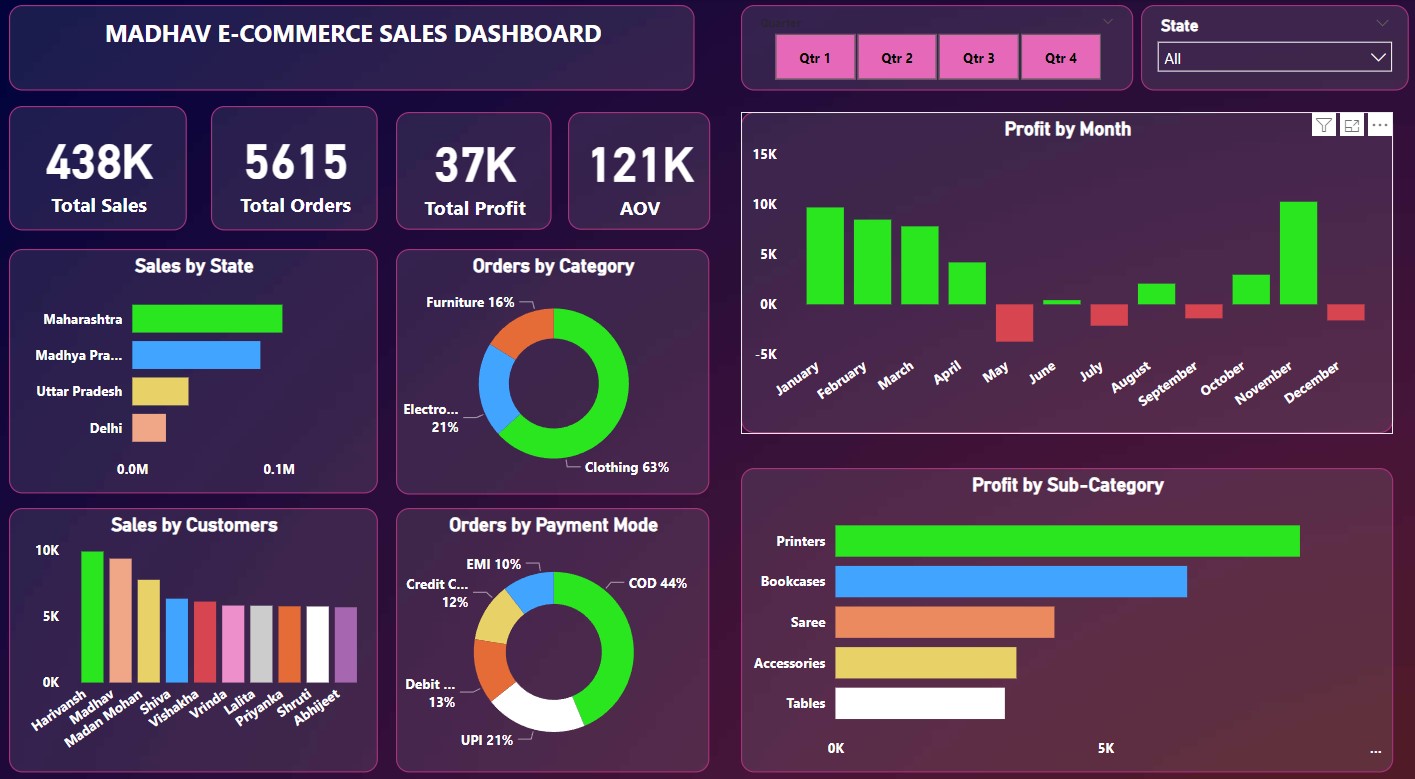 MADHAV E-COMMERCE SALES DASHBOARD
Qtr 1
Qtr 2
Qtr 3
Qtr 4
State
All
438K
Total Sales
5615
Total Orders
37K
Total Profit
121K
AOV
Profit by Month
15K
10K
5K
0K
-5K
January
February
March
April
May
June
July
August
September
October
November
December
Sales by State
Maharashtra
Madhya Pra...
Uttar Pradesh
Delhi
0.0M
0.1M
Orders by Category
Furniture 16%
Electro...
21%
Clothing 63%
Profit by Sub-Category
Printers
Bookcases
Saree
Accessories
Tables
0K
5K
...
Sales by Customers
10K
5K
0K
Harivansh
Madhav
Madan Mohan
Shiva
Vishakha
Vrinda
Lalita
Priyanka
Shruti
Abhijeet
Orders by Payment Mode
EMI 10%
Credit C...
12%
COD 44%
Debit ...
13%
UPI 21%